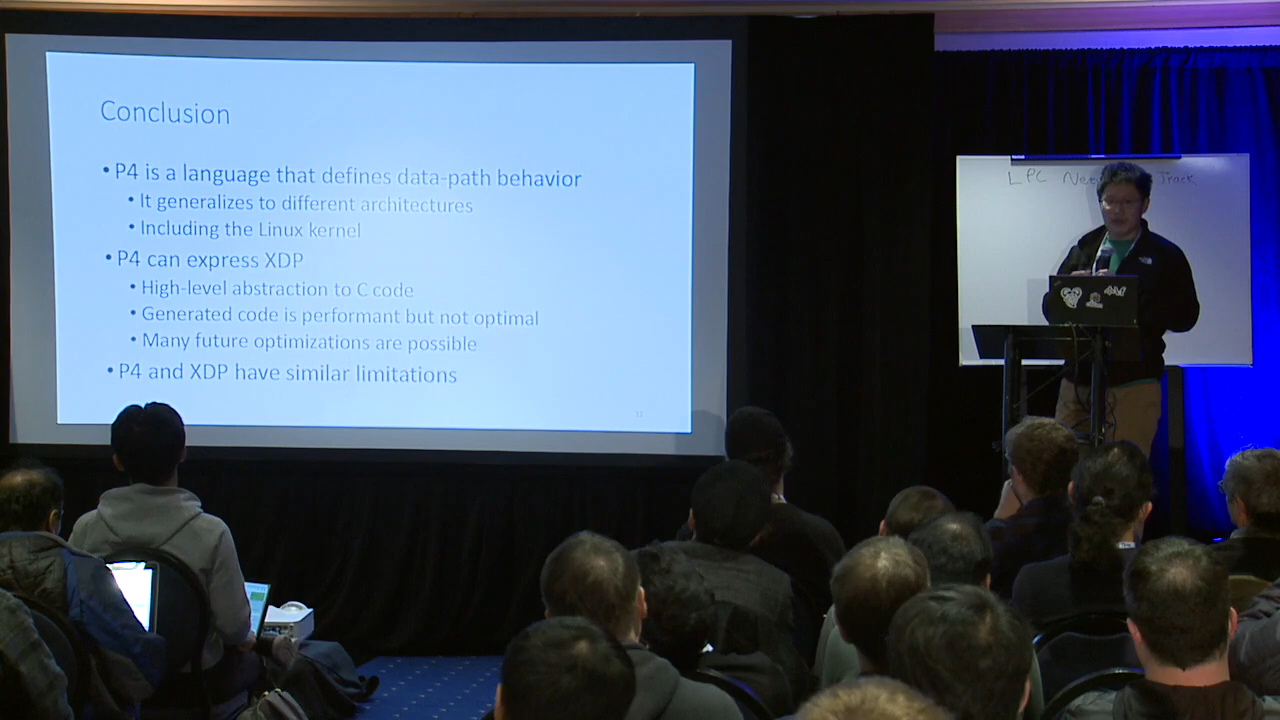 Conclusion
• P4 is a language that defines data-path behavior
• It generalizes to different architectures
• Including the Linux kernel
• P4 can express XDP
• High-level abstraction to C code
• Generated code is performant but not optimal
• Many future optimizations are possible
• P4 and XDP have similar limitations
LPC Track